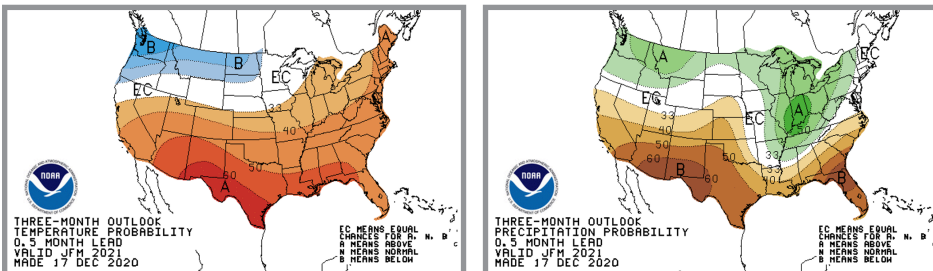 A
B
B
EC
EC
33
40
50
A
NOAA
THREE-MONTH OUTLOOK
TEMPERATURE PROBABILITY
0.5 MONTH LEAD
VALID JFM 2021
MADE 17 DEC 2020
EC MEANS EQUAL
CHANCES FOR A, N, B
A MEANS ABOVE
N MEANS NORMAL
B MEANS BELOW
A
EC
EC
33
EC
A
50
40
50
60
60
B
33
33
40
B
NOAA
THREE-MONTH OUTLOOK
PRECIPITATION PROBABILITY
0.5 MONTH LEAD
VALID JFM 2021
MADE 17 DEC 2020
EC MEANS EQUAL
CHANCES FOR A, N, B
A MEANS ABOVE
N MEANS NORMAL
B MEANS BELOW